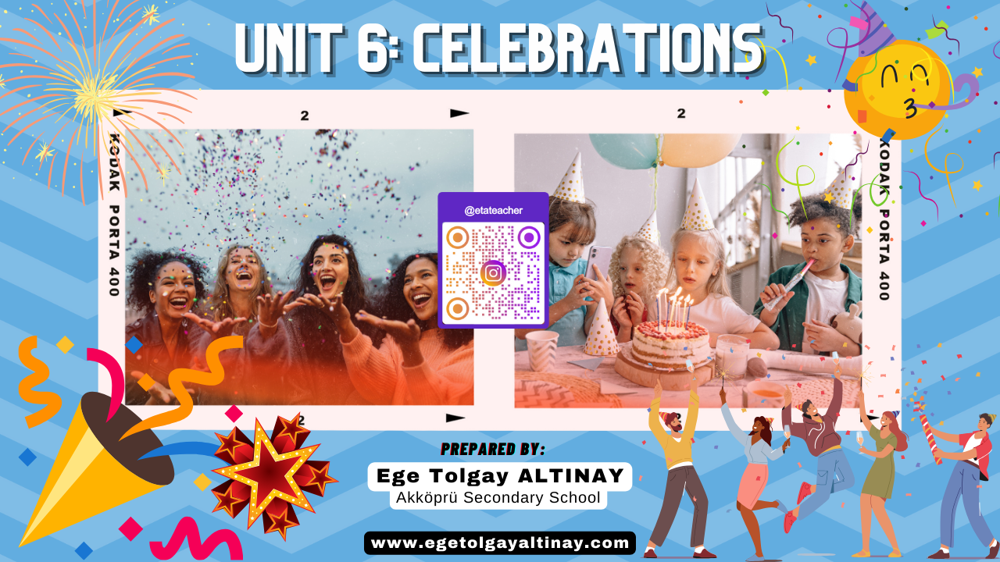 UNIT 6: CELEBRATIONS
2
2
KODAK PORTA 400
KODAK PORTA 400
@etateacher
2
PREPARED BY:
Ege Tolgay ALTINAY
Akköprü Secondary School
www.egetolgayaltinay.com